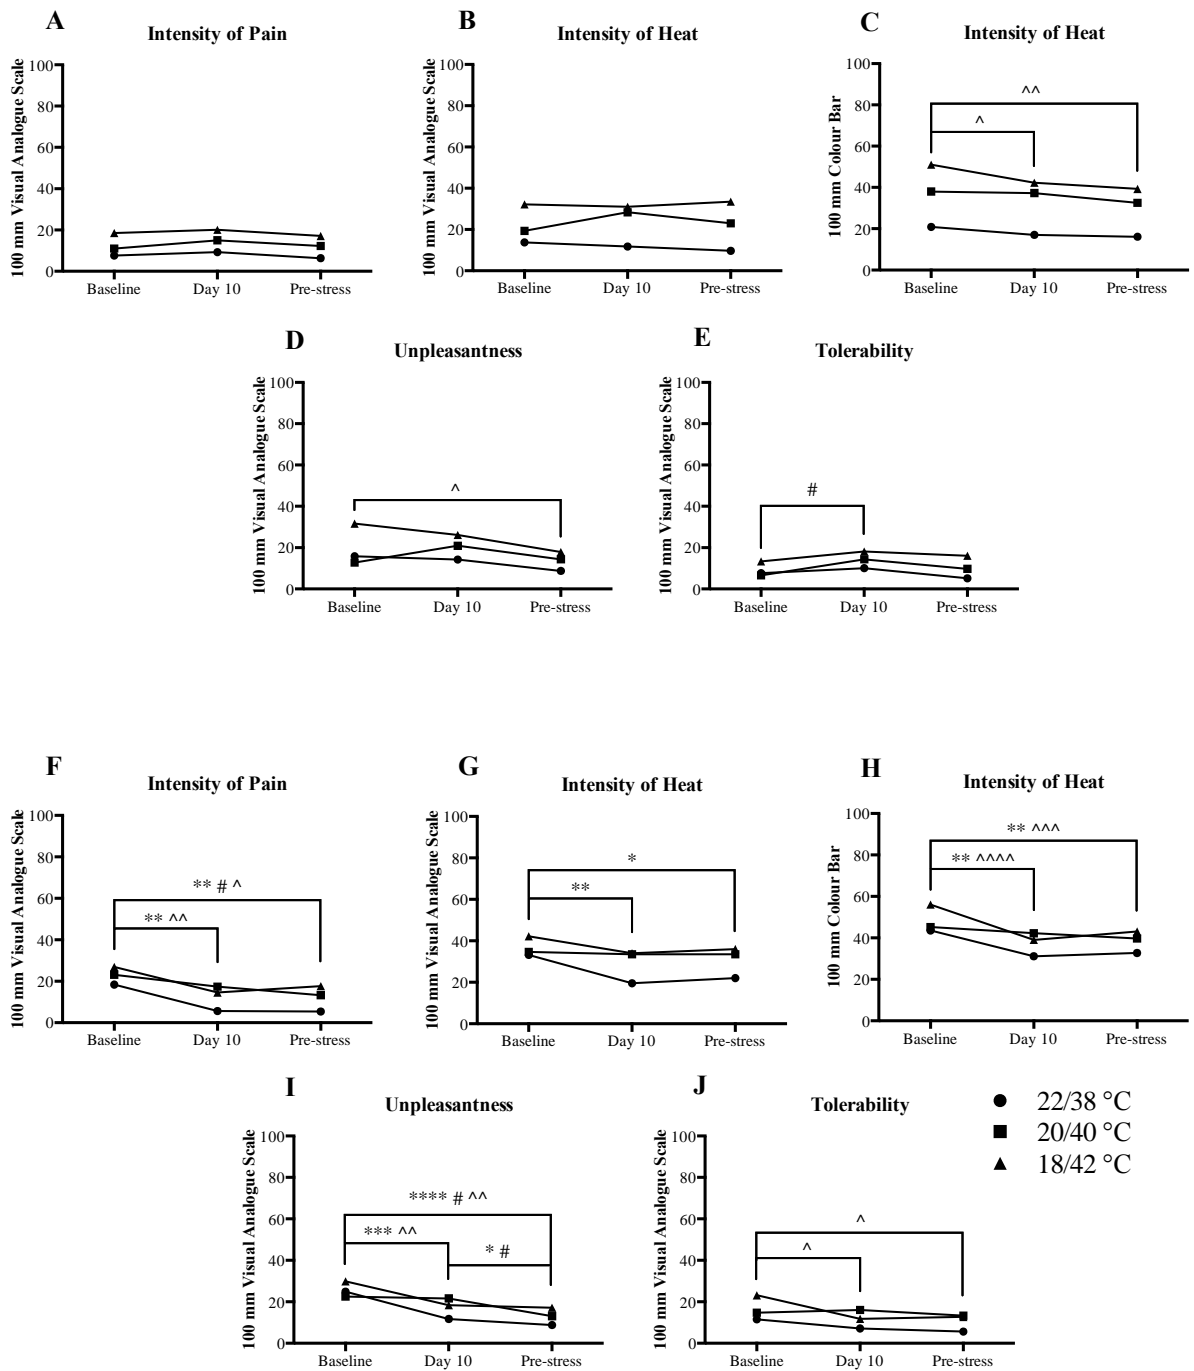 A
Intensity of Pain
100 mm Visual Analogue Scale
100
80
60
40
20
0
Baseline Day 10 Pre-stress
B
Intensity of Heat
100 mm Visual Analogue Scale
100
80
60
40
20
0
Baseline Day 10 Pre-stress
C
Intensity of Heat
100 mm Colour Bar
100
80
60
40
20
0
^^
^
Baseline Day 10 Pre-stress
D
Unpleasantness
100 mm Visual Analogue Scale
100
80
60
40
20
0
^
Baseline Day 10 Pre-stress
E
Tolerability
100 mm Visual Analogue Scale
100
80
60
40
20
0
#
Baseline Day 10 Pre-stress
F
Intensity of Pain
100 mm Visual Analogue Scale
100
80
60
40
20
0
** # ^
** ^^
Baseline Day 10 Pre-stress
G
Intensity of Heat
100 mm Visual Analogue Scale
100
80
60
40
20
0
*
**
Baseline Day 10 Pre-stress
H
Intensity of Heat
100 mm Colour Bar
100
80
60
40
20
0
** ^^^
** ^^^^
Baseline Day 10 Pre-stress
I
Unpleasantness
100 mm Visual Analogue Scale
100
80
60
40
20
0
**** # ^^
*** ^^
* #
Baseline Day 10 Pre-stress
J
Tolerability
100 mm Visual Analogue Scale
100
80
60
40
20
0
^
^
Baseline Day 10 Pre-stress
22/38 °C
20/40 °C
18/42 °C